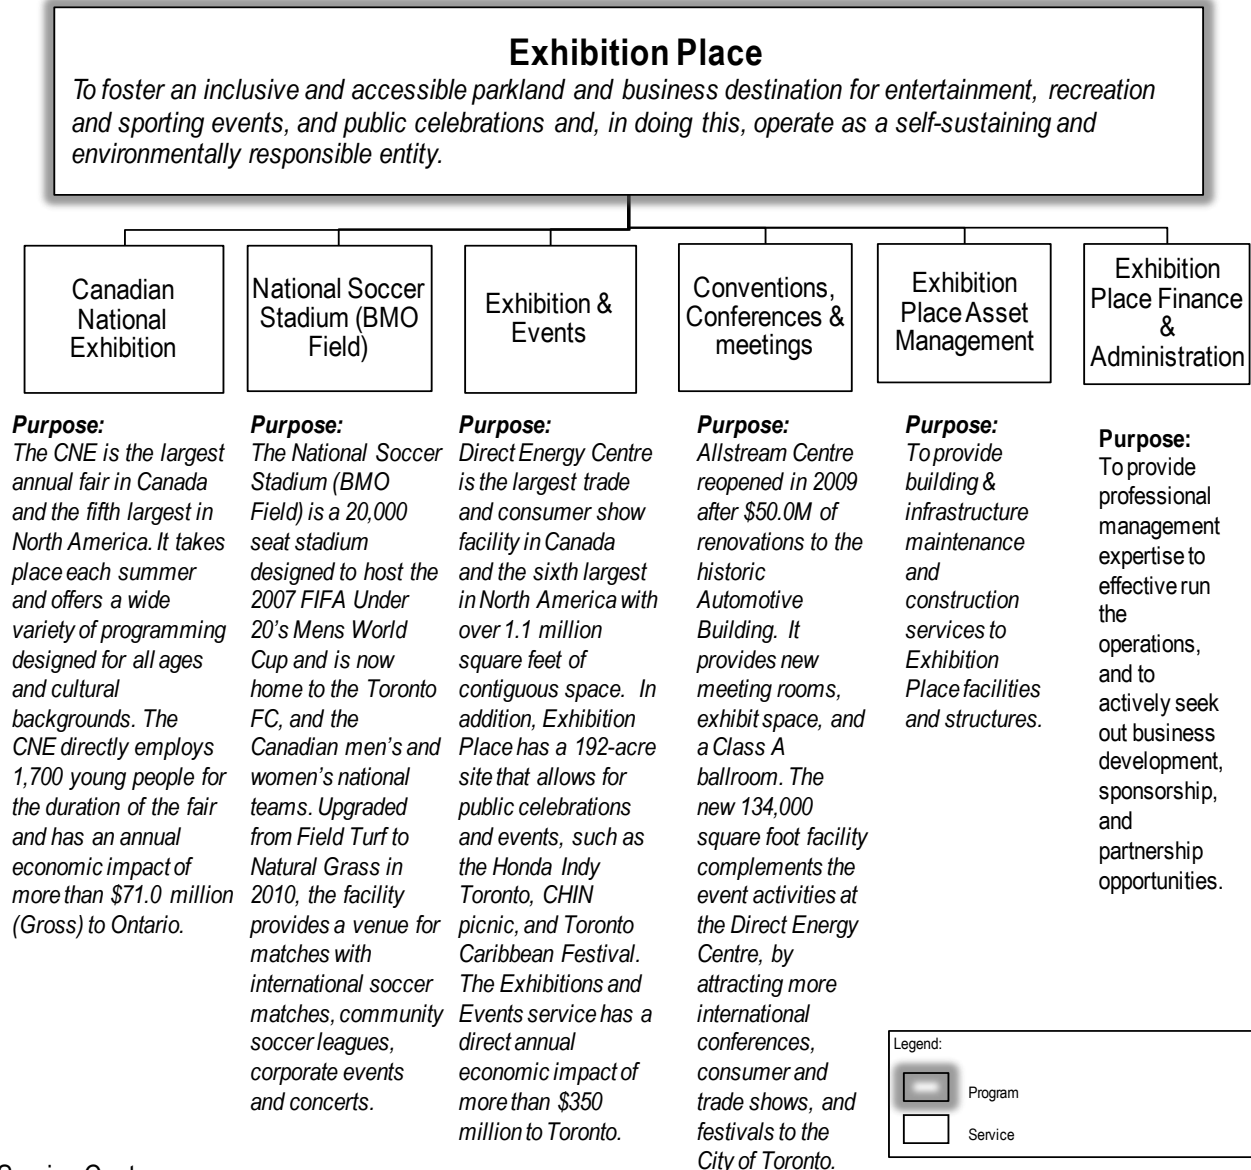 Exhibition Place
To foster an inclusive and accessible parkland and business destination for entertainment, recreation
and sporting events, and public celebrations and, in doing this, operate as a self-sustaining and
environmentally responsible entity.
Canadian
National
Exhibition
National Soccer
Stadium (BMO
Field)
Exhibition &
Events
Conventions,
Conferences &
meetings
Exhibition
Place Asset
Management
Exhibition
Place Finance
&
Administration
Purpose:
The CNE is the largest
annual fair in Canada
and the fifth largest in
North America. It takes
place each summer
and offers a wide
variety of programming
designed for all ages
and cultural
backgrounds. The
CNE directly employs
1,700 young people for
the duration of the fair
and has an annual
economic impact of
more than $71.0 million
(Gross) to Ontario.
Purpose:
The National Soccer
Stadium (BMO
Field) is a 20,000
seat stadium
designed to host the
2007 FIFA Under
20's Mens World
Cup and is now
home to the Toronto
FC, and the
Canadian men's and
women's national
teams. Upgraded
from Field Turf to
Natural Grass in
2010, the facility
provides a venue for
matches with
international soccer
matches, community
soccer leagues,
corporate events
and concerts.
Purpose:
Direct Energy Centre
is the largest trade
and consumer show
facility in Canada
and the sixth largest
in North America with
over 1.1 million
square feet of
contiguous space. In
addition, Exhibition
Place has a 192-acre
site that allows for
public celebrations
and events, such as
the Honda Indy
Toronto, CHIN
picnic, and Toronto
Caribbean Festival.
The Exhibitions and
Events service has a
direct annual
economic impact of
more than $350
million to Toronto.
Purpose:
Allstream Centre
reopened in 2009
after $50.0M of
renovations to the
historic
Automotive
Building. It
provides new
meeting rooms,
exhibit space, and
a Class A
ballroom. The
new 134,000
square foot facility
complements the
event activities at
the Direct Energy
Centre, by
attracting more
international
conferences,
consumer and
trade shows, and
festivals to the
City of Toronto.
Purpose:
To provide
building &
infrastructure
maintenance
and
construction
services to
Exhibition
Place facilities
and structures.
Purpose:
To provide
professional
management
expertise to
effective run
the
operations,
and to
actively seek
out business
development,
sponsorship,
and
partnership
opportunities.
Legend:
Program
Service